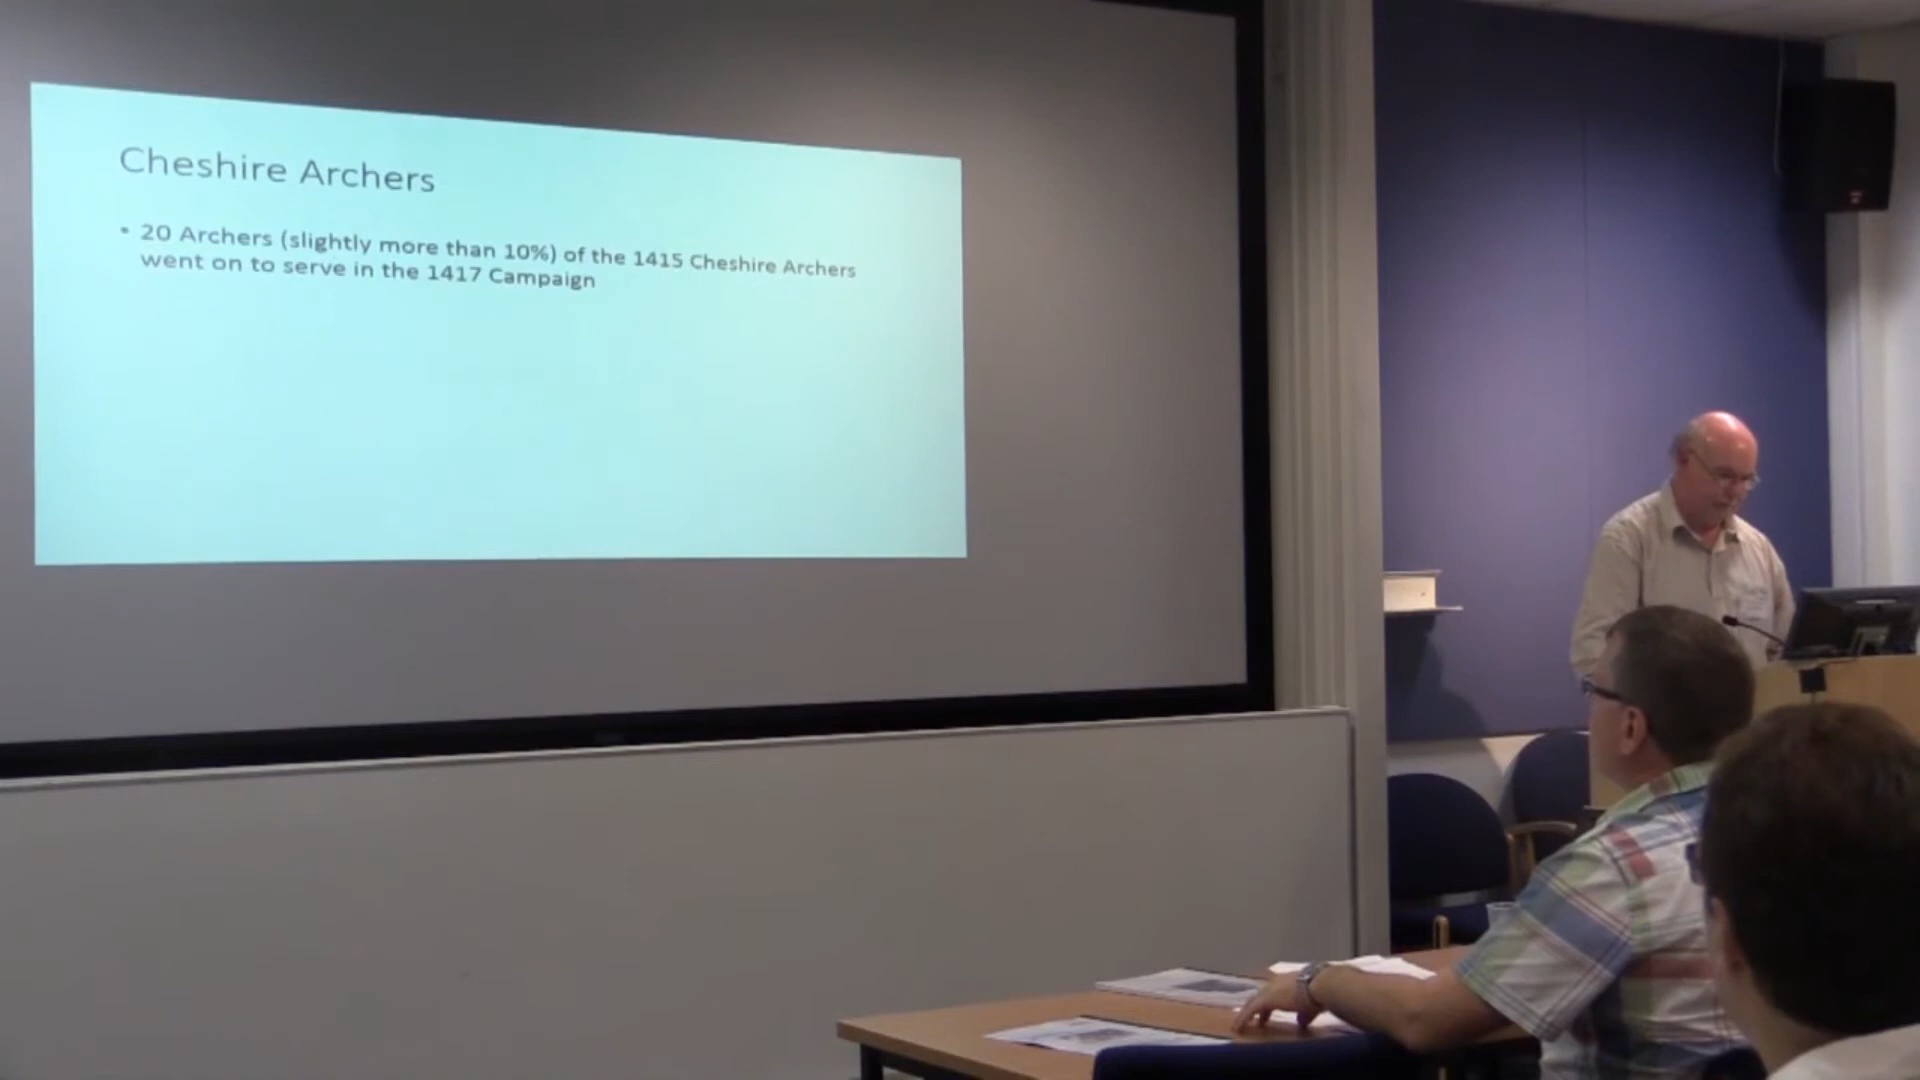 Cheshire Archers
• 20 Archers (slightly more than 10%) of the 1415 Cheshire Archers
went on to serve in the 1417 Campaign